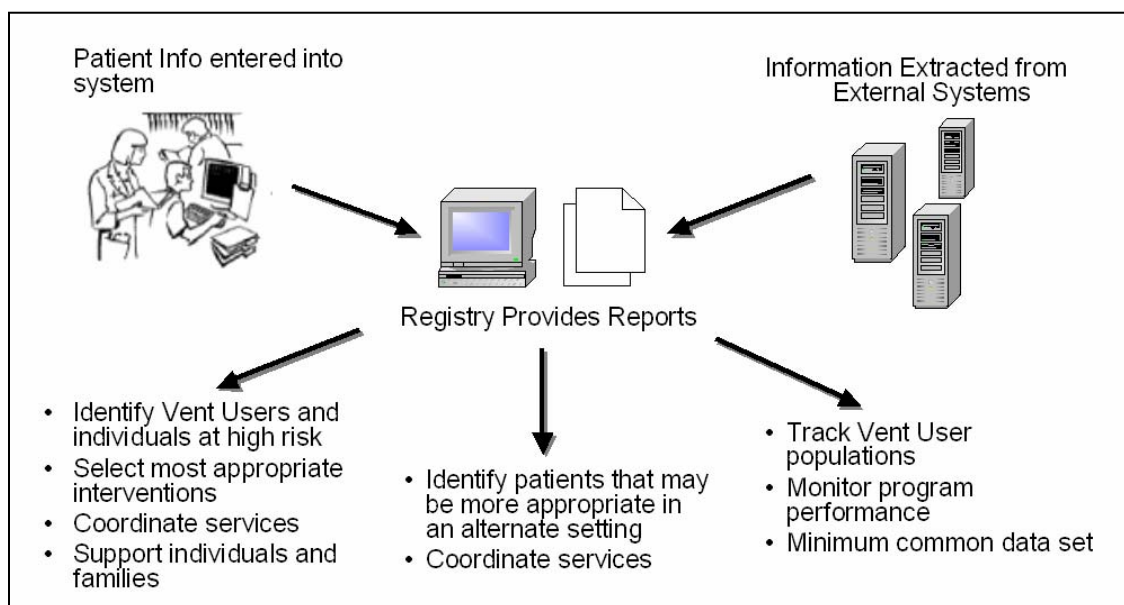 Patient Info entered into
system
Information Extracted from
External Systems
Registry Provides Reports
• Identify Vent Users and
individuals at high risk
• Select most appropriate
interventions
• Coordinate services
• Support individuals and
families
• Identify patients that may
be more appropriate in
an alternate setting
• Coordinate services
• Track Vent User
populations
• Monitor program
performance
• Minimum common data set